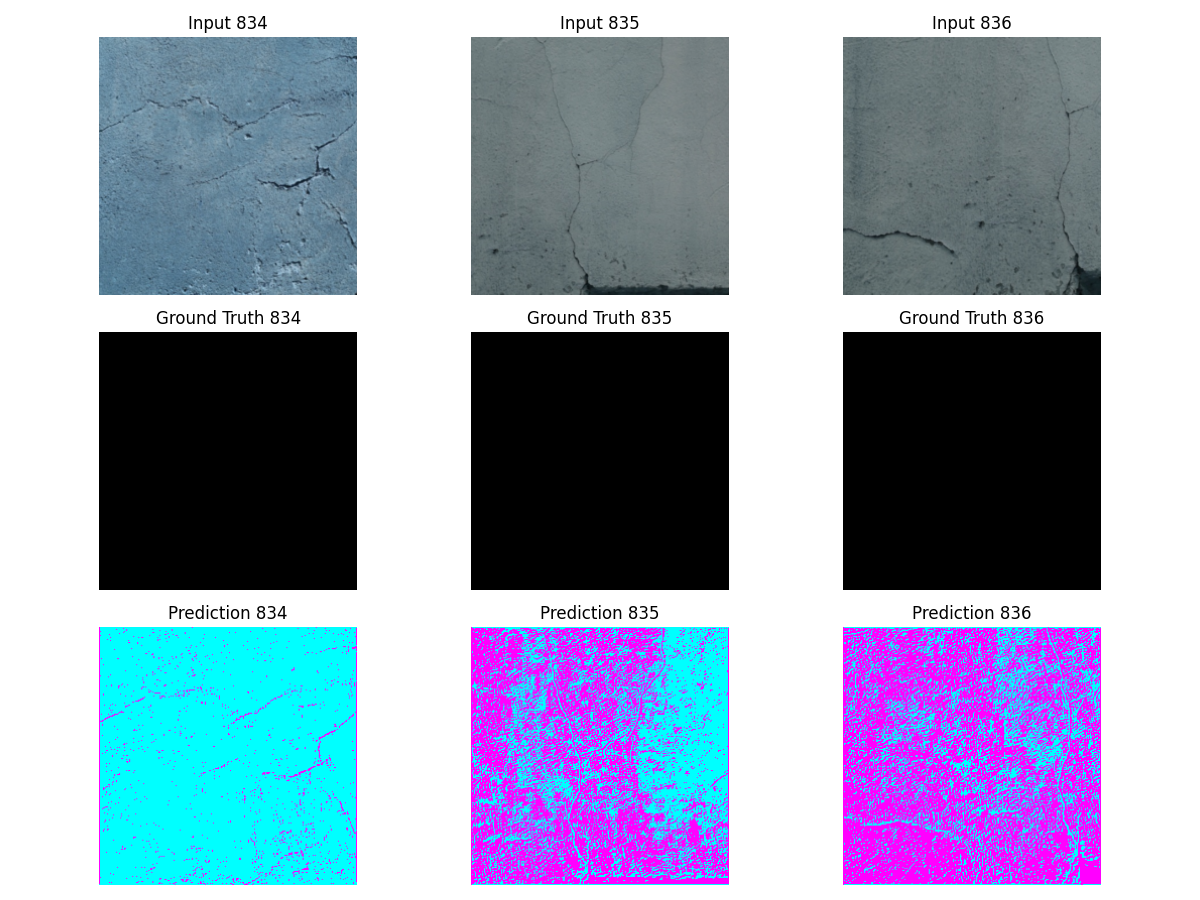 Input 834
Input 835
Input 836
Ground Truth 834
Ground Truth 835
Ground Truth 836
Prediction 834
Prediction 835
Prediction 836